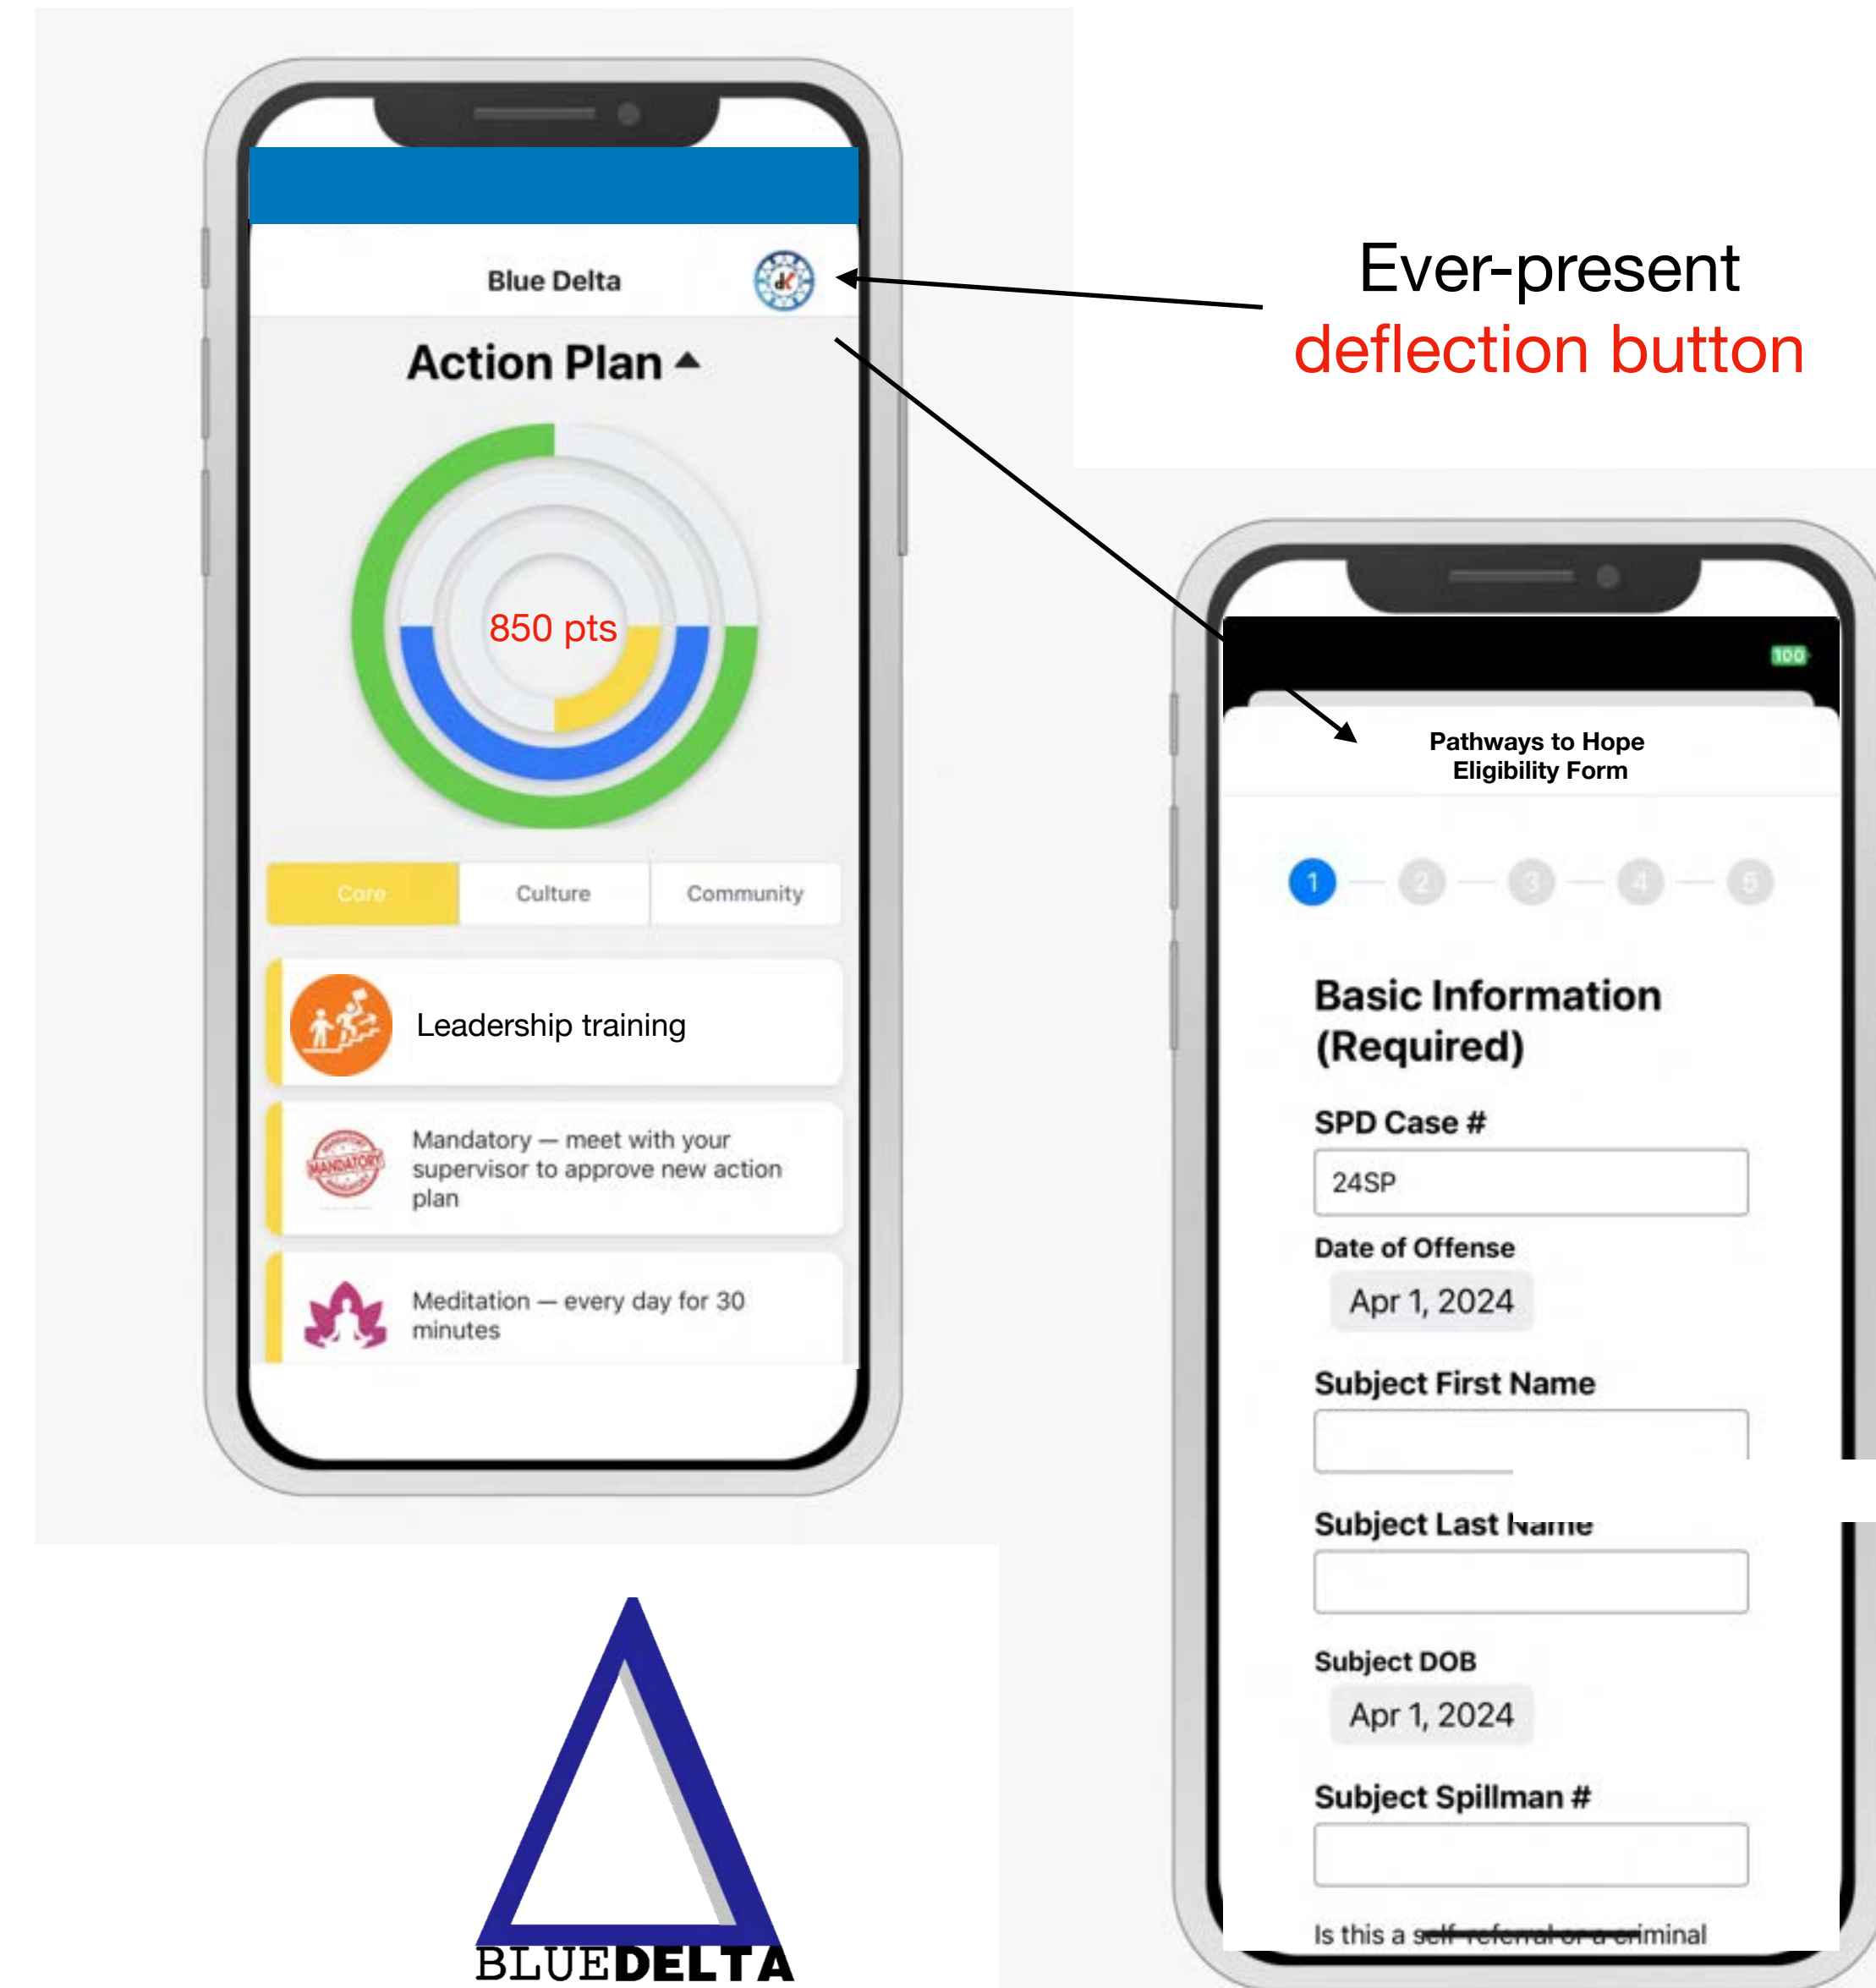 Blue Delta
dK
Action Plan
850 pts
Core
Culture
Community
Leadership training
MANDATORY
Mandatory — meet with your
supervisor to approve new action
plan
Meditation — every day for 30
minutes
BLUEDELTA
Ever-present
deflection button
100
Pathways to Hope
Eligibility Form
1
2
3
4
5
Basic Information
(Required)
SPD Case #
24SP
Date of Offense
Apr 1, 2024
Subject First Name
Subject Last Name
Subject DOB
Apr 1, 2024
Subject Spillman #
Is this a self-referral or a criminal